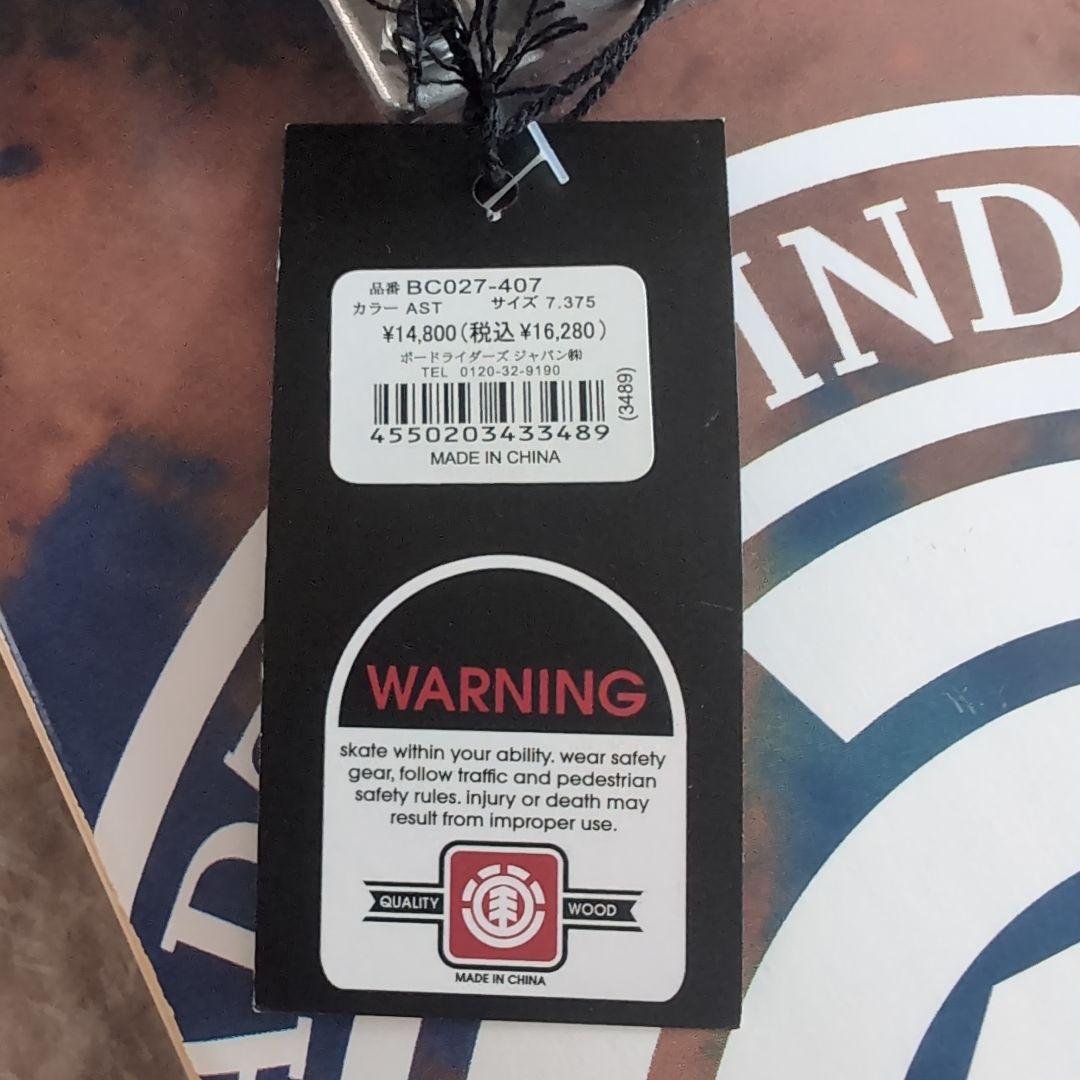 品番 BC027-407
カラー AST サイズ 7.375
¥14,800(税込 ¥16,280)
ボードライダーズ ジャパン㈱
TEL 0120-32-9190
(3489)
4550203433489
MADE IN CHINA
WARNING
skate within your ability. wear safety
gear, follow traffic and pedestrian
safety rules. injury or death may
result from improper use.
QUALITY WOOD
MADE IN CHINA
IND